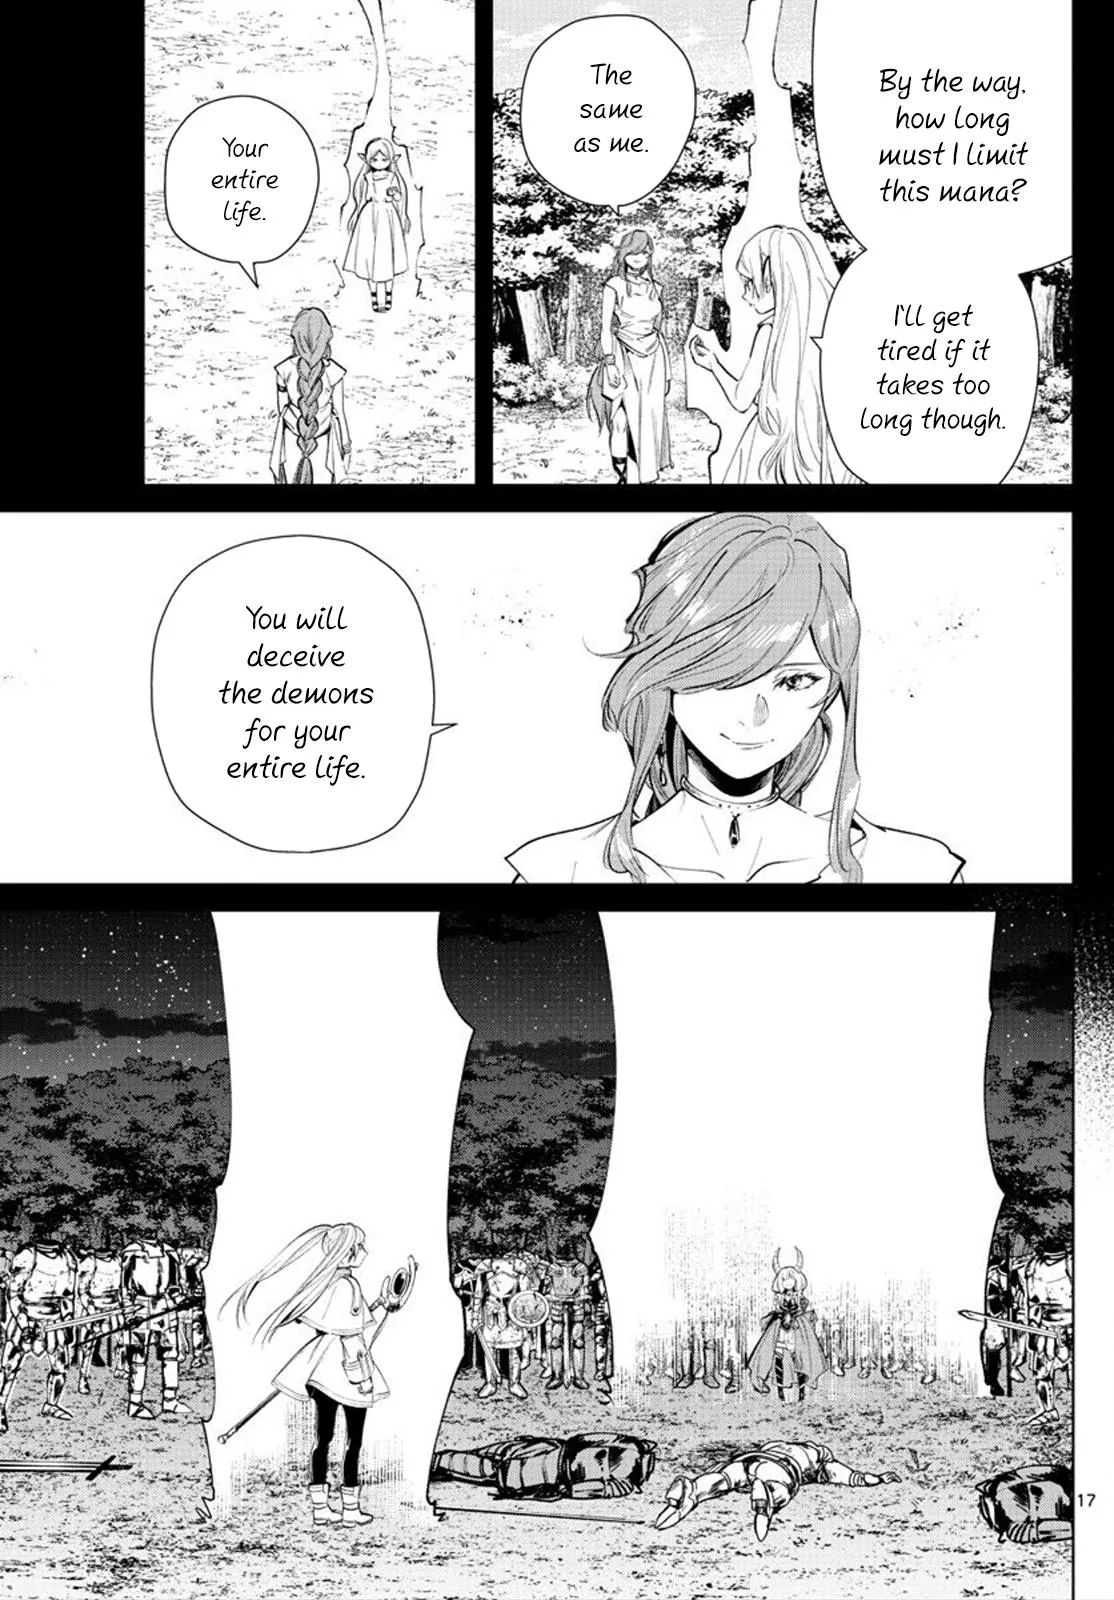 By the way,
how long
must I limit
this mana?
I'll get
tired if it
takes too
long though.
The
same
as me.
Your
entire
life.
You will
deceive
the demons
for your
entire life.
17